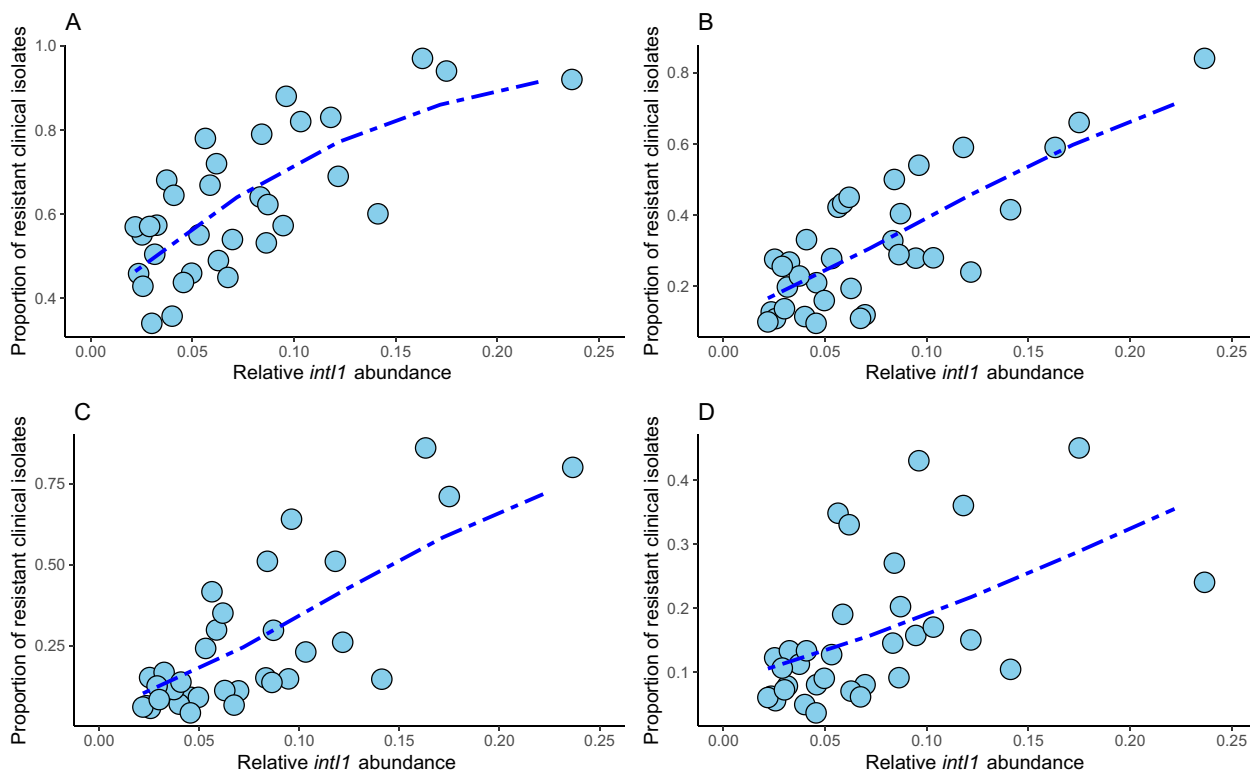 A
Proportion of resistant clinical isolates
1.0
0.8
0.6
0.4
0.00 0.05 0.10 0.15 0.20 0.25
Relative intI1 abundance
B
Proportion of resistant clinical isolates
0.8
0.6
0.4
0.2
0.00 0.05 0.10 0.15 0.20 0.25
Relative intI1 abundance
C
Proportion of resistant clinical isolates
0.75
0.50
0.25
0.00 0.05 0.10 0.15 0.20 0.25
Relative intI1 abundance
D
Proportion of resistant clinical isolates
0.4
0.3
0.2
0.1
0.00 0.05 0.10 0.15 0.20 0.25
Relative intI1 abundance